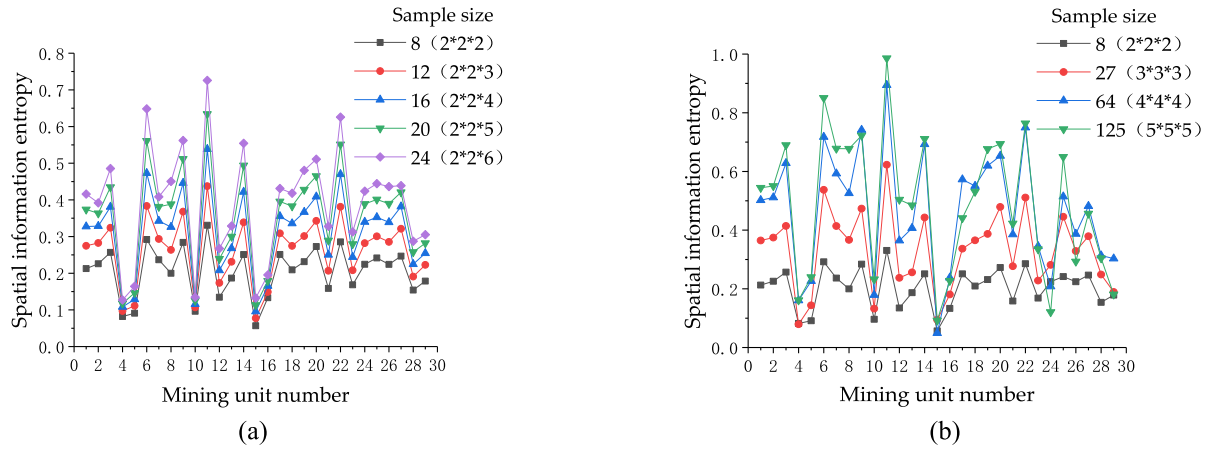 Sample size
8（2*2*2）
12（2*2*3）
16（2*2*4）
20（2*2*5）
24（2*2*6）
0.8
0.7
0.6
0.5
0.4
0.3
0.2
0.1
0.0
Spatial information entropy
0 2 4 6 8 10 12 14 16 18 20 22 24 26 28 30
Mining unit number
(a)
Sample size
8（2*2*2）
27（3*3*3）
64（4*4*4）
125（5*5*5）
1.0
0.8
0.6
0.4
0.2
0.0
Spatial information entropy
0 2 4 6 8 10 12 14 16 18 20 22 24 26 28 30
Mining unit number
(b)